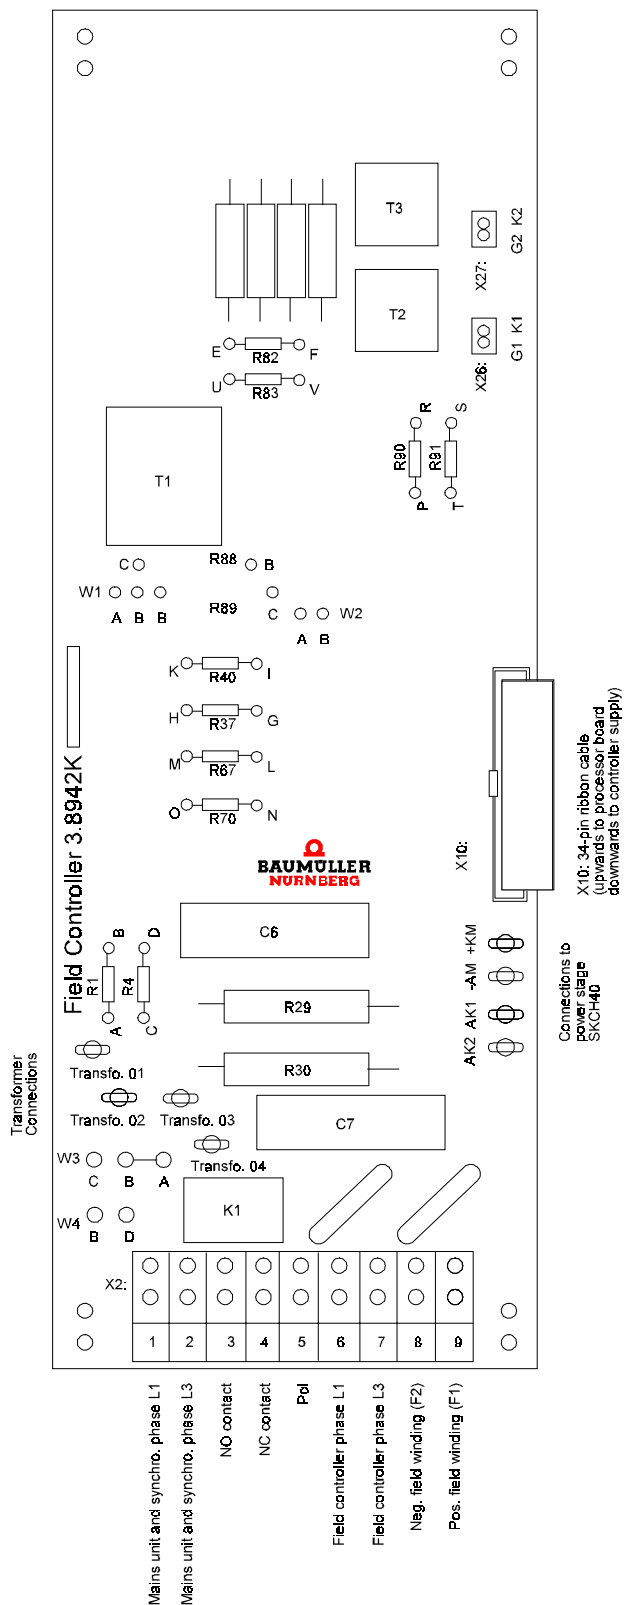 T3
K2
G2
X27:
T2
K1
G1
X26:
E
R82
F
U
R83
V
R
S
R90
R91
P
T
T1
C
R88
B
W1
A
B
B
R89
C
W2
A
B
K
R40
I
H
R37
G
M
R67
L
O
R70
N
Field Controller 3.8942K
BAUMÜLLER
NÜRNBERG
X10:
X10: 34-pin ribbon cable
(upwards to processor board
downwards to controller supply)
C6
B
D
R1
R4
A
C
R29
R30
+KM
-AM
AK1
AK2
Connections to
power stage
SKCH40
Transformer
Connections
Transfo. 01
Transfo. 02
Transfo. 03
Transfo. 04
C7
W3
C
B
A
W4
B
D
K1
X2:
1 2 3 4 5 6 7 8 9
Mains unit and synchro. phase L1
Mains unit and synchro. phase L3
NO contact
NC contact
Pol
Field controller phase L1
Field controller phase L3
Neg. field winding (F2)
Pos. field winding (F1)